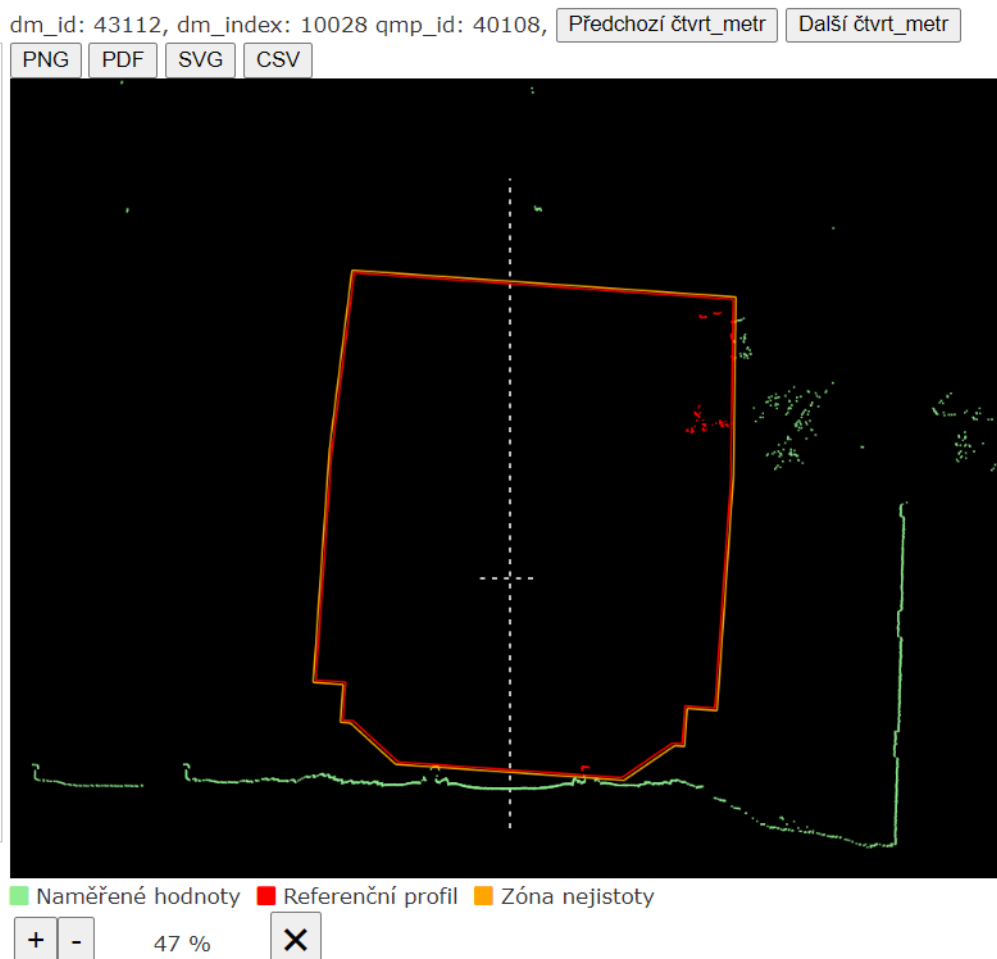 dm_id: 43112, dm_index: 10028 qmp_id: 40108, Předchozí čtvrt_metr Další čtvrt_metr
PNG PDF SVG CSV
Naměřené hodnoty Referenční profil Zóna nejistoty
+ - 47 % ×